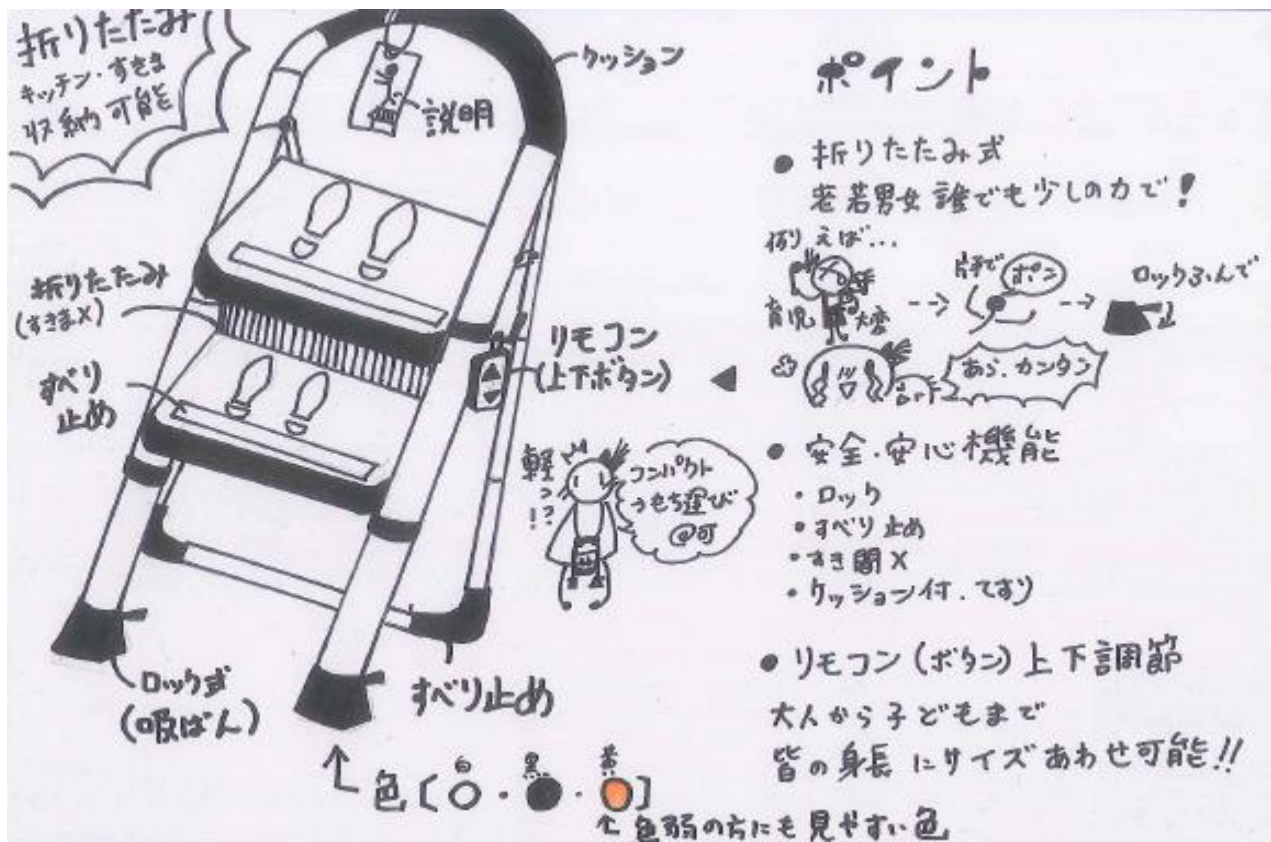 折りたたみ
キッチン・すきま
収納可能
クッション
説明
折りたたみ
(すきま×)
すべり
止め
リモコン
(上下ボタン)
軽っ!?
コンパクト
うもち運び
@可
ロック式
(吸ばん)
すべり止め
色[白・黒・黄]
色弱の方にも見やすい色
ポイント
● 折りたたみ式
老若男女 誰でも少しの力で!
例えば...
育児
大変
片手で
ポン
ロックふんで
あら、カンタン
● 安全・安心機能
・ロック
・すべり止め
・すき間×
・クッション付、てすり
● リモコン(ボタン)上下調節
大人から子どもまで
皆の身長にサイズあわせ可能!!